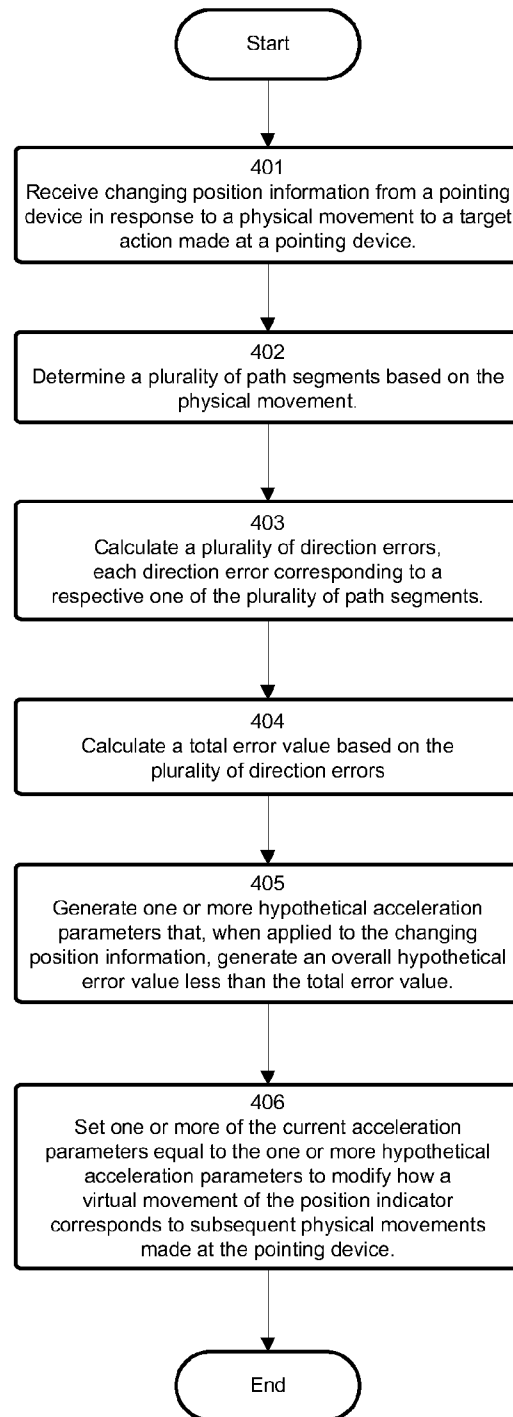 Start
401
Receive changing position information from a pointing
device in response to a physical movement to a target
action made at a pointing device.
402
Determine a plurality of path segments based on the
physical movement.
403
Calculate a plurality of direction errors,
each direction error corresponding to a
respective one of the plurality of path segments.
404
Calculate a total error value based on the
plurality of direction errors
405
Generate one or more hypothetical acceleration
parameters that, when applied to the changing
position information, generate an overall hypothetical
error value less than the total error value.
406
Set one or more of the current acceleration
parameters equal to the one or more hypothetical
acceleration parameters to modify how a
virtual movement of the position indicator
corresponds to subsequent physical movements
made at the pointing device.
End